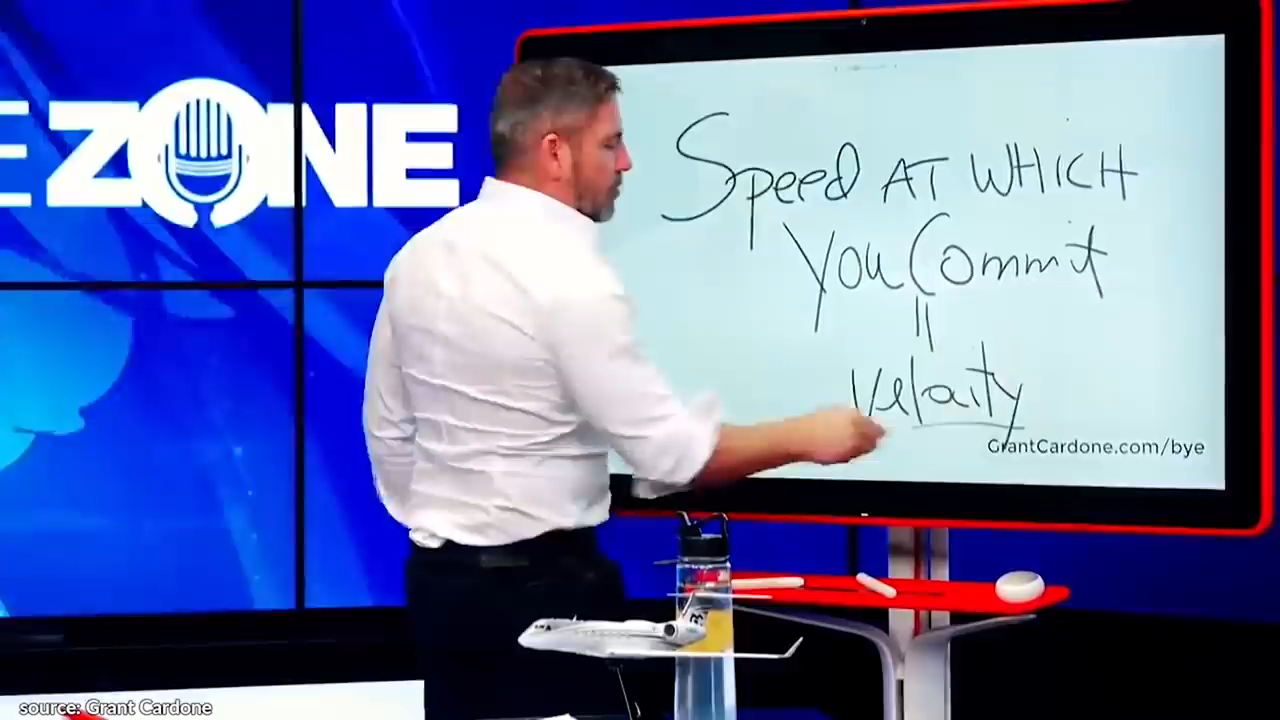 E ZONE
Speed AT WHICH
You Commit
=
Velocity
GrantCardone.com/bye
source: Grant Cardone